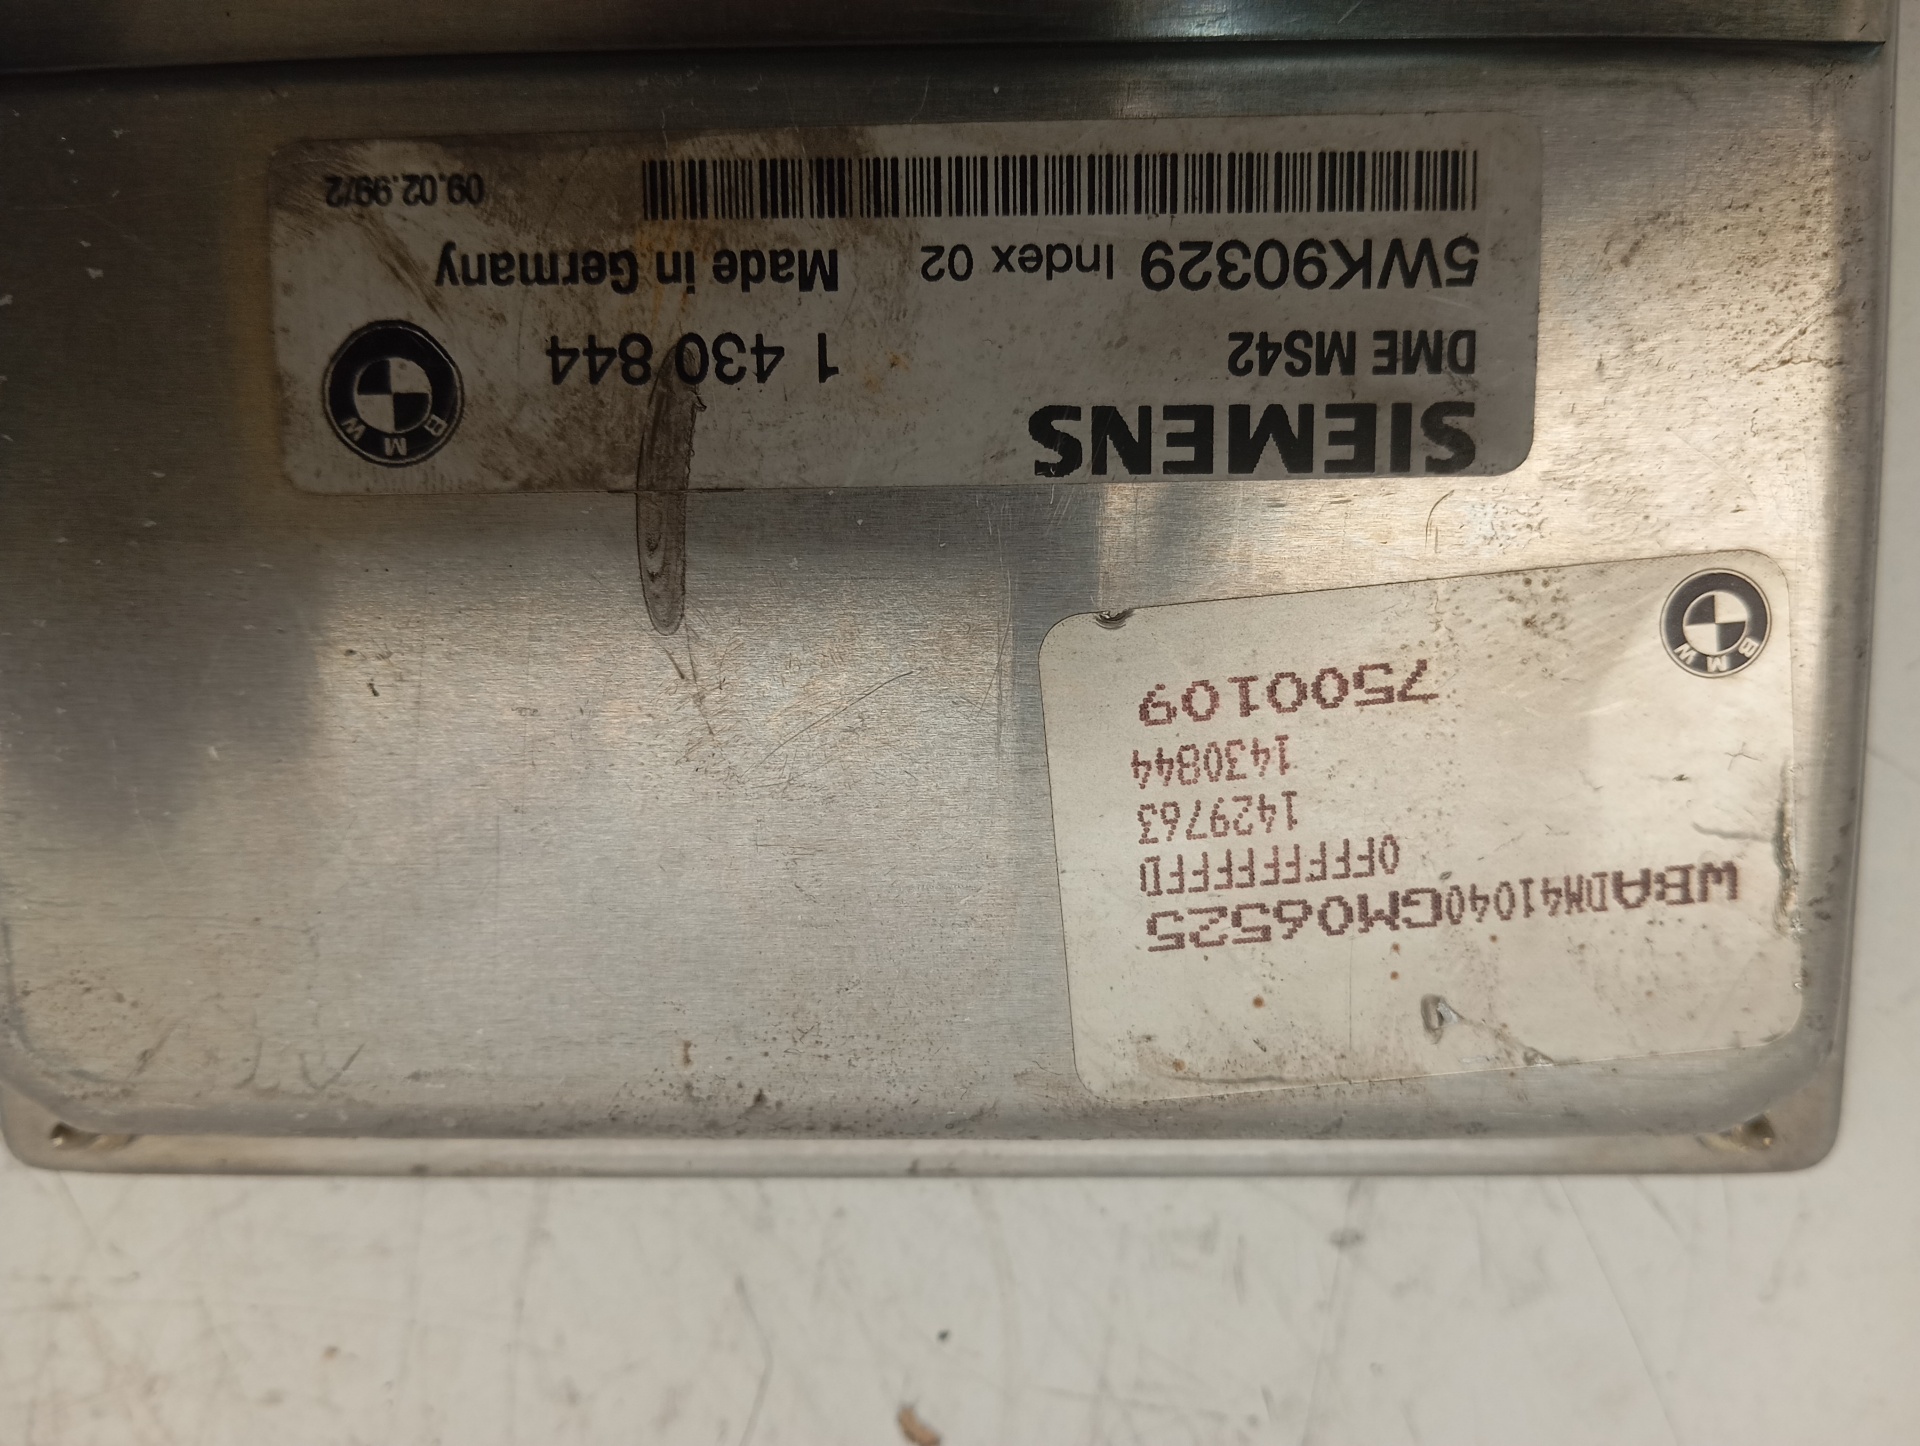 WBADM41040GM06525
0FFFFFFFFD
1429763
1430844
7500109
BMW
SIEMENS
BMW
DME MS42
1 430 844
5WK90329 Index 02
Made in Germany
09.02.99/2